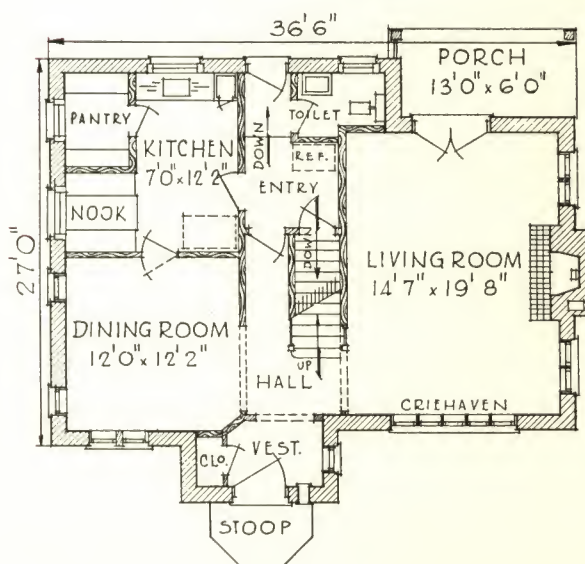 36'6"
PORCH
13'0" x 6'0"
PANTRY
TOILET
KITCHEN
7'0" x 12'2"
DOWN
REF.
ENTRY
NOOK
DOWN
LIVING ROOM
14'7" x 19'8"
27'0"
DINING ROOM
12'0" x 12'2"
UP
HALL
CRIEHAVEN
CLO.
VEST.
STOOP